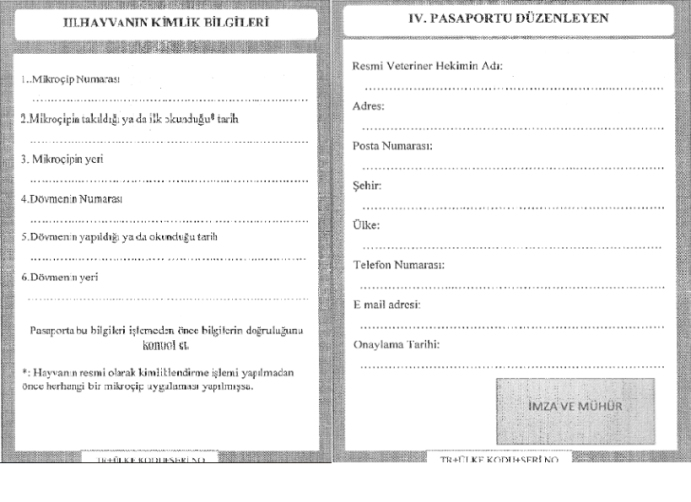 III.HAYVANIN KİMLİK BİLGİLERİ
1..Mikroçip Numarası
2.Mikroçipin takıldığı ya da ilk okunduğu* tarih
3. Mikroçipin yeri
4.Dövmenin Numarası
5.Dövmenin yapıldığı ya da okunduğu tarih
6.Dövmenin yeri
Pasaporta bu bilgileri işlemeden önce bilgilerin doğruluğunu
kontrol et.
*: Hayvanın resmi olarak kimliklendirme işlemi yapılmadan
önce herhangi bir mikroçip uygulaması yapılmışsa.
TR+ÜLKE KODU+SERİ NO
IV. PASAPORTU DÜZENLEYEN
Resmi Veteriner Hekimin Adı:
Adres:
Posta Numarası:
Şehir:
Ülke:
Telefon Numarası:
E mail adresi:
Onaylama Tarihi:
İMZA VE MÜHÜR
TR+ÜLKE KODU+SERİ NO